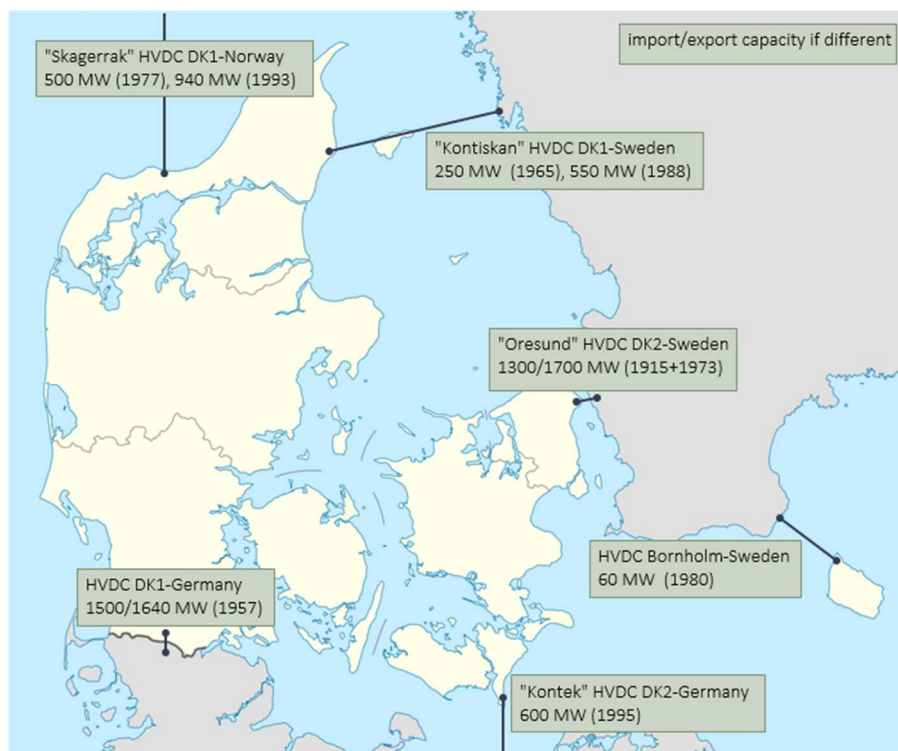 "Skagerrak" HVDC DK1-Norway
500 MW (1977), 940 MW (1993)
import/export capacity if different
"Kontiskan" HVDC DK1-Sweden
250 MW (1965), 550 MW (1988)
"Oresund" HVDC DK2-Sweden
1300/1700 MW (1915+1973)
HVDC Bornholm-Sweden
60 MW (1980)
HVDC DK1-Germany
1500/1640 MW (1957)
"Kontek" HVDC DK2-Germany
600 MW (1995)